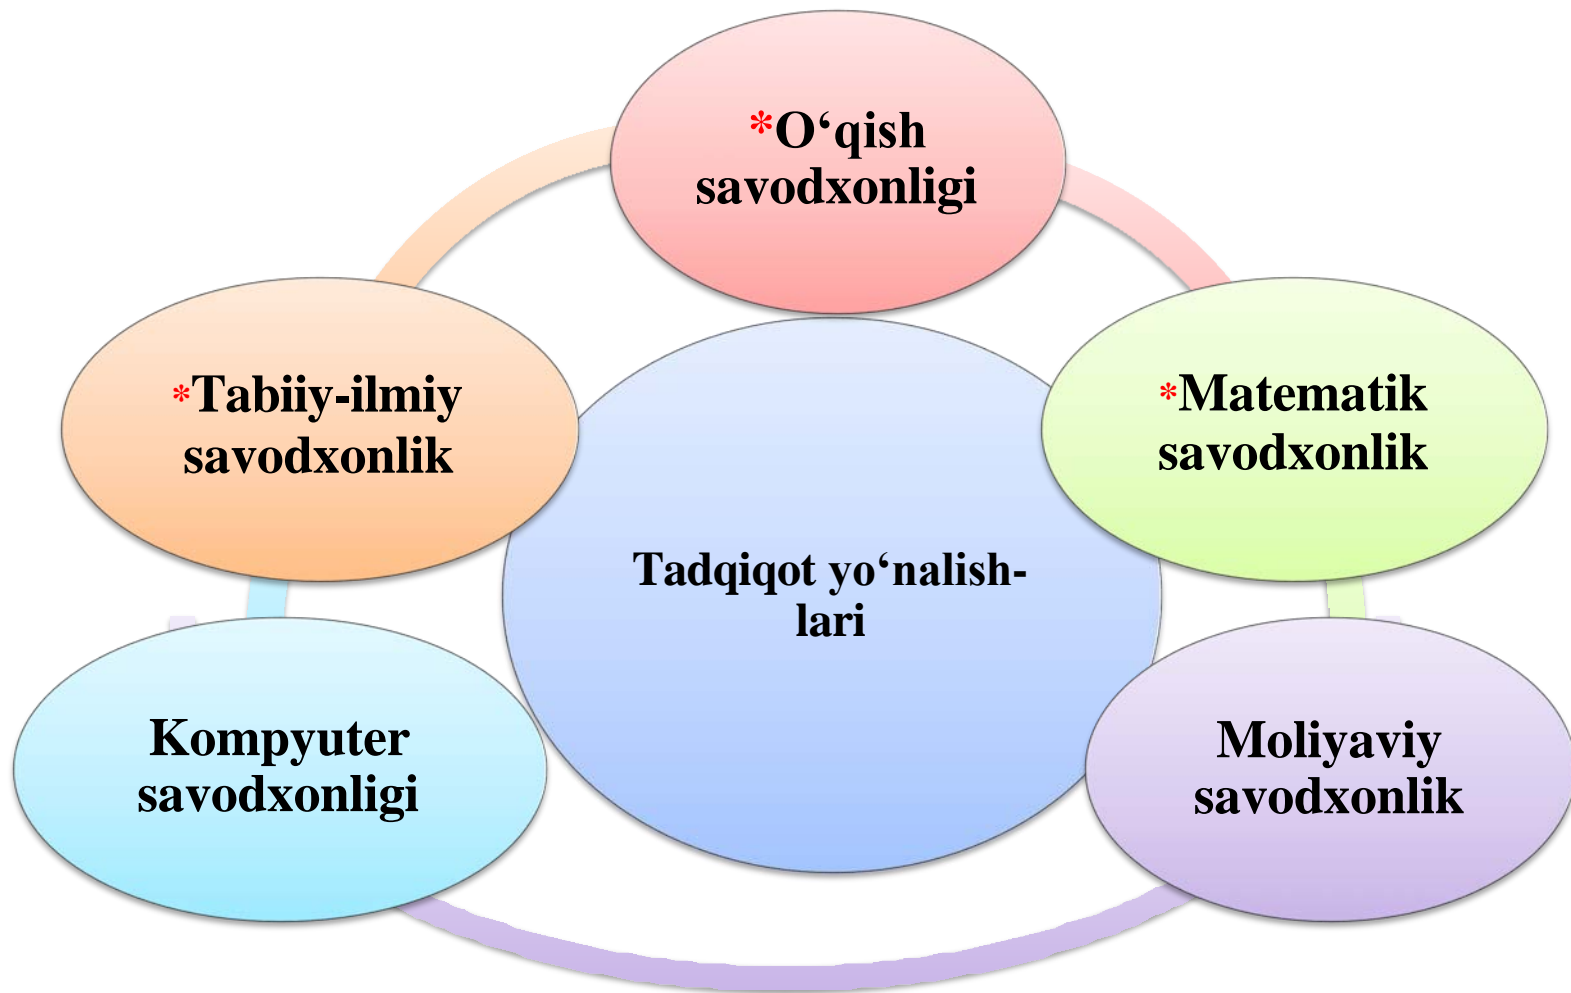 *O‘qish
savodxonligi
*Tabiiy-ilmiy
savodxonlik
*Matematik
savodxonlik
Tadqiqot yo‘nalish-
lari
Kompyuter
savodxonligi
Moliyaviy
savodxonlik